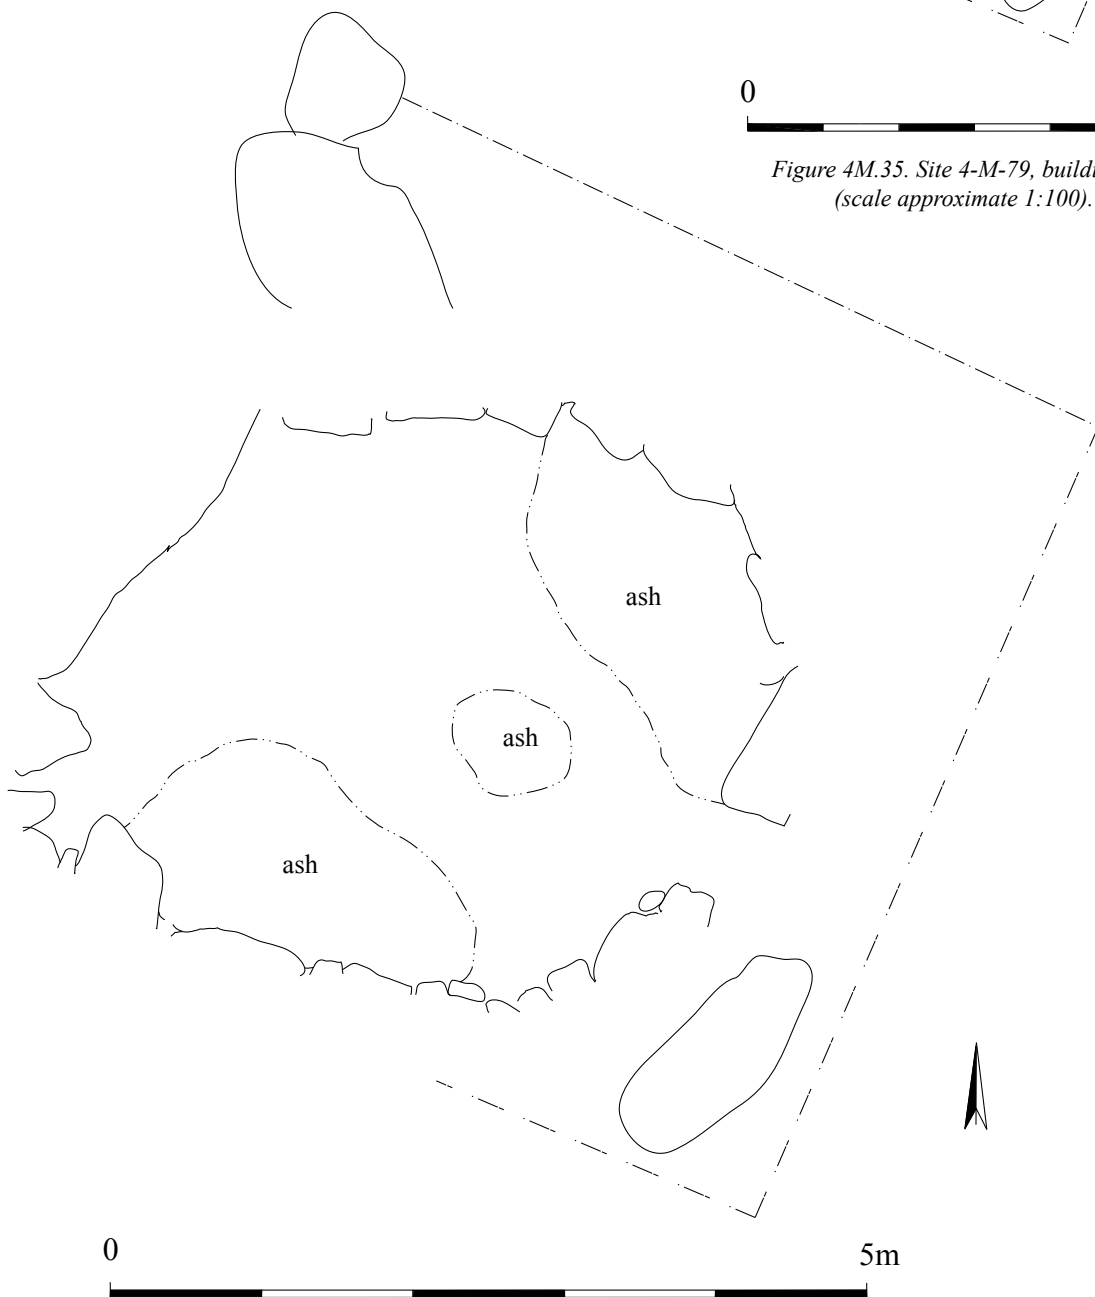 0
Figure 4M.35. Site 4-M-79, buildi
(scale approximate 1:100).
ash
ash
ash
0 5m